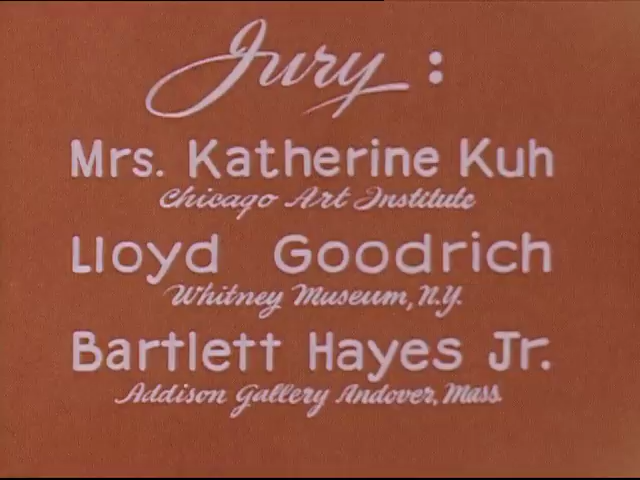 Jury :
Mrs. Katherine Kuh
Chicago Art Institute
Lloyd Goodrich
Whitney Museum, N.Y.
Bartlett Hayes Jr.
Addison Gallery Andover, Mass.